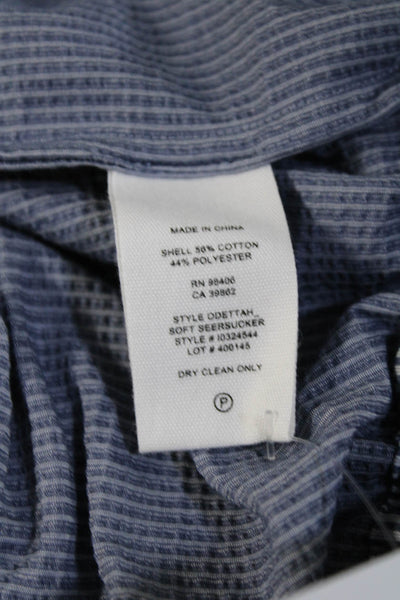 MADE IN CHINA
SHELL 56% COTTON
44% POLYESTER
RN 98406
CA 39862
STYLE ODETTAH_
SOFT SEERSUCKER
STYLE # I0324544
LOT # 400145
DRY CLEAN ONLY
P